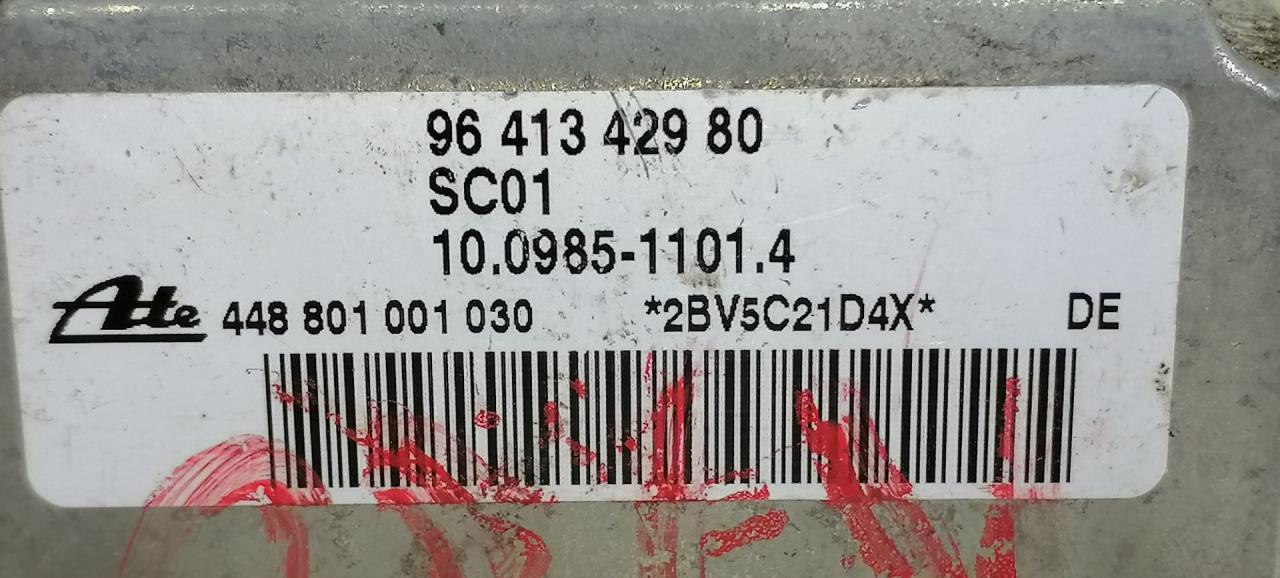 96 413 429 80
SC01
10.0985-1101.4
Ate 448 801 001 030 *2BV5C21D4X* DE